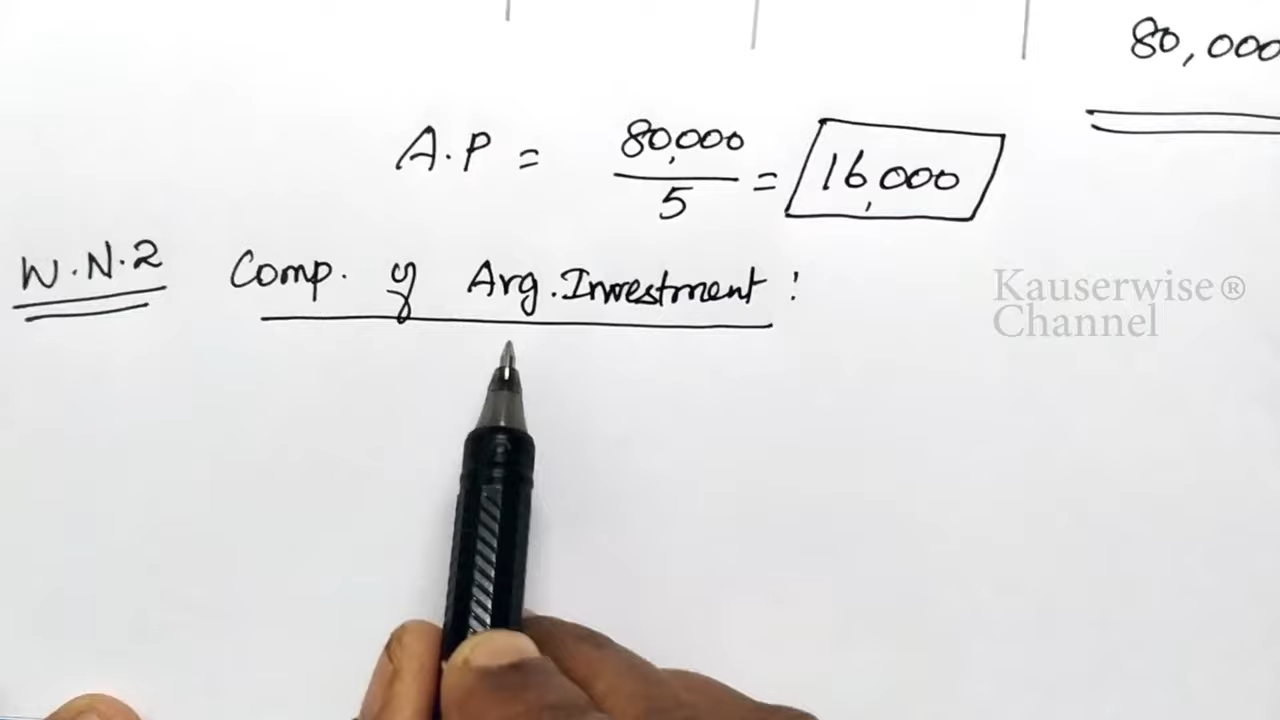 80,000
A.P = 80,000 / 5 = 16,000
W.N.2 Comp. of Avg. Investment :
Kauserwise®
Channel